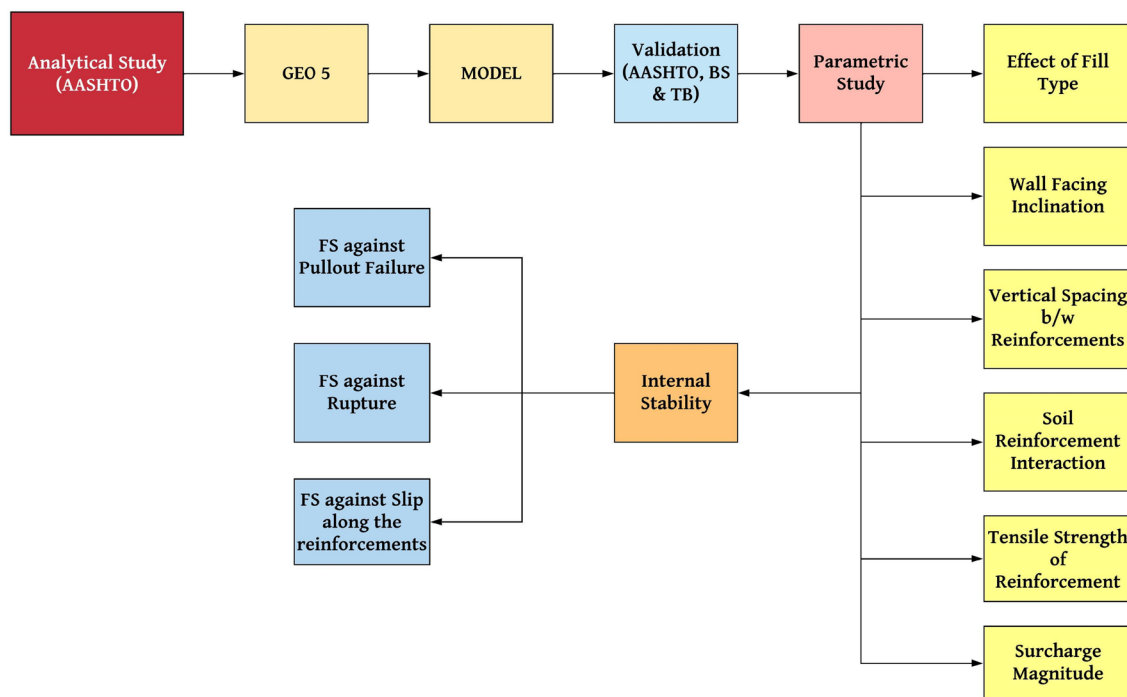 Analytical Study
(AASHTO)
GEO 5
MODEL
Validation
(AASHTO, BS
& TB)
Parametric
Study
Effect of Fill
Type
Wall Facing
Inclination
Vertical Spacing
b/w
Reinforcements
Soil
Reinforcement
Interaction
Tensile Strength
of
Reinforcement
Surcharge
Magnitude
Internal
Stability
FS against
Pullout Failure
FS against
Rupture
FS against Slip
along the
reinforcements